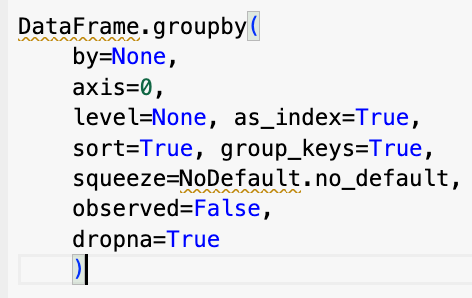 DataFrame.groupby(
    by=None,
    axis=0,
    level=None, as_index=True,
    sort=True, group_keys=True,
    squeeze=NoDefault.no_default,
    observed=False,
    dropna=True
    )